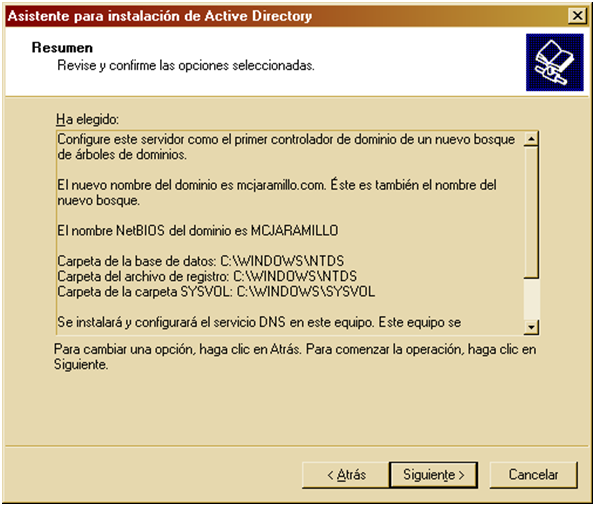 Asistente para instalación de Active Directory
Resumen
Revise y confirme las opciones seleccionadas.
Ha elegido:
Configure este servidor como el primer controlador de dominio de un nuevo bosque
de árboles de dominios.
El nuevo nombre del dominio es mcjaramillo.com. Éste es también el nombre del
nuevo bosque.
El nombre NetBIOS del dominio es MCJARAMILLO
Carpeta de la base de datos: C:\WINDOWS\NTDS
Carpeta del archivo de registro: C:\WINDOWS\NTDS
Carpeta de la carpeta SYSVOL: C:\WINDOWS\SYSVOL
Se instalará y configurará el servicio DNS en este equipo. Este equipo se
Para cambiar una opción, haga clic en Atrás. Para comenzar la operación, haga clic en
Siguiente.
< Atrás Siguiente > Cancelar